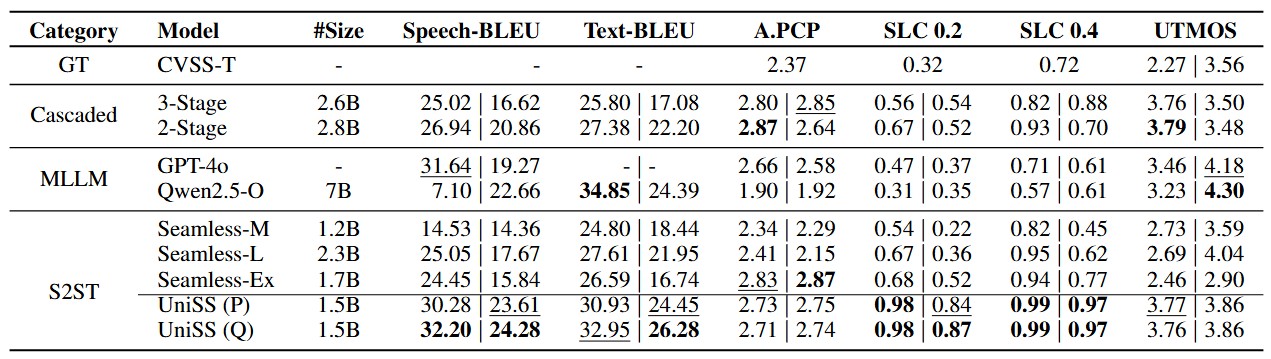 Category Model #Size Speech-BLEU Text-BLEU A.PCP SLC 0.2 SLC 0.4 UTMOS
GT CVSS-T - - - 2.37 0.32 0.72 2.27 | 3.56
Cascaded 3-Stage 2.6B 25.02 | 16.62 25.80 | 17.08 2.80 | 2.85 0.56 | 0.54 0.82 | 0.88 3.76 | 3.50
2-Stage 2.8B 26.94 | 20.86 27.38 | 22.20 2.87 | 2.64 0.67 | 0.52 0.93 | 0.70 3.79 | 3.48
MLLM GPT-4o - 31.64 | 19.27 - | - 2.66 | 2.58 0.47 | 0.37 0.71 | 0.61 3.46 | 4.18
Qwen2.5-O 7B 7.10 | 22.66 34.85 | 24.39 1.90 | 1.92 0.31 | 0.35 0.57 | 0.61 3.23 | 4.30
S2ST Seamless-M 1.2B 14.53 | 14.36 24.80 | 18.44 2.34 | 2.29 0.54 | 0.22 0.82 | 0.45 2.73 | 3.59
Seamless-L 2.3B 25.05 | 17.67 27.61 | 21.95 2.41 | 2.15 0.67 | 0.36 0.95 | 0.62 2.69 | 4.04
Seamless-Ex 1.7B 24.45 | 15.84 26.59 | 16.74 2.83 | 2.87 0.68 | 0.52 0.94 | 0.77 2.46 | 2.90
UniSS (P) 1.5B 30.28 | 23.61 30.93 | 24.45 2.73 | 2.75 0.98 | 0.84 0.99 | 0.97 3.77 | 3.86
UniSS (Q) 1.5B 32.20 | 24.28 32.95 | 26.28 2.71 | 2.74 0.98 | 0.87 0.99 | 0.97 3.76 | 3.86